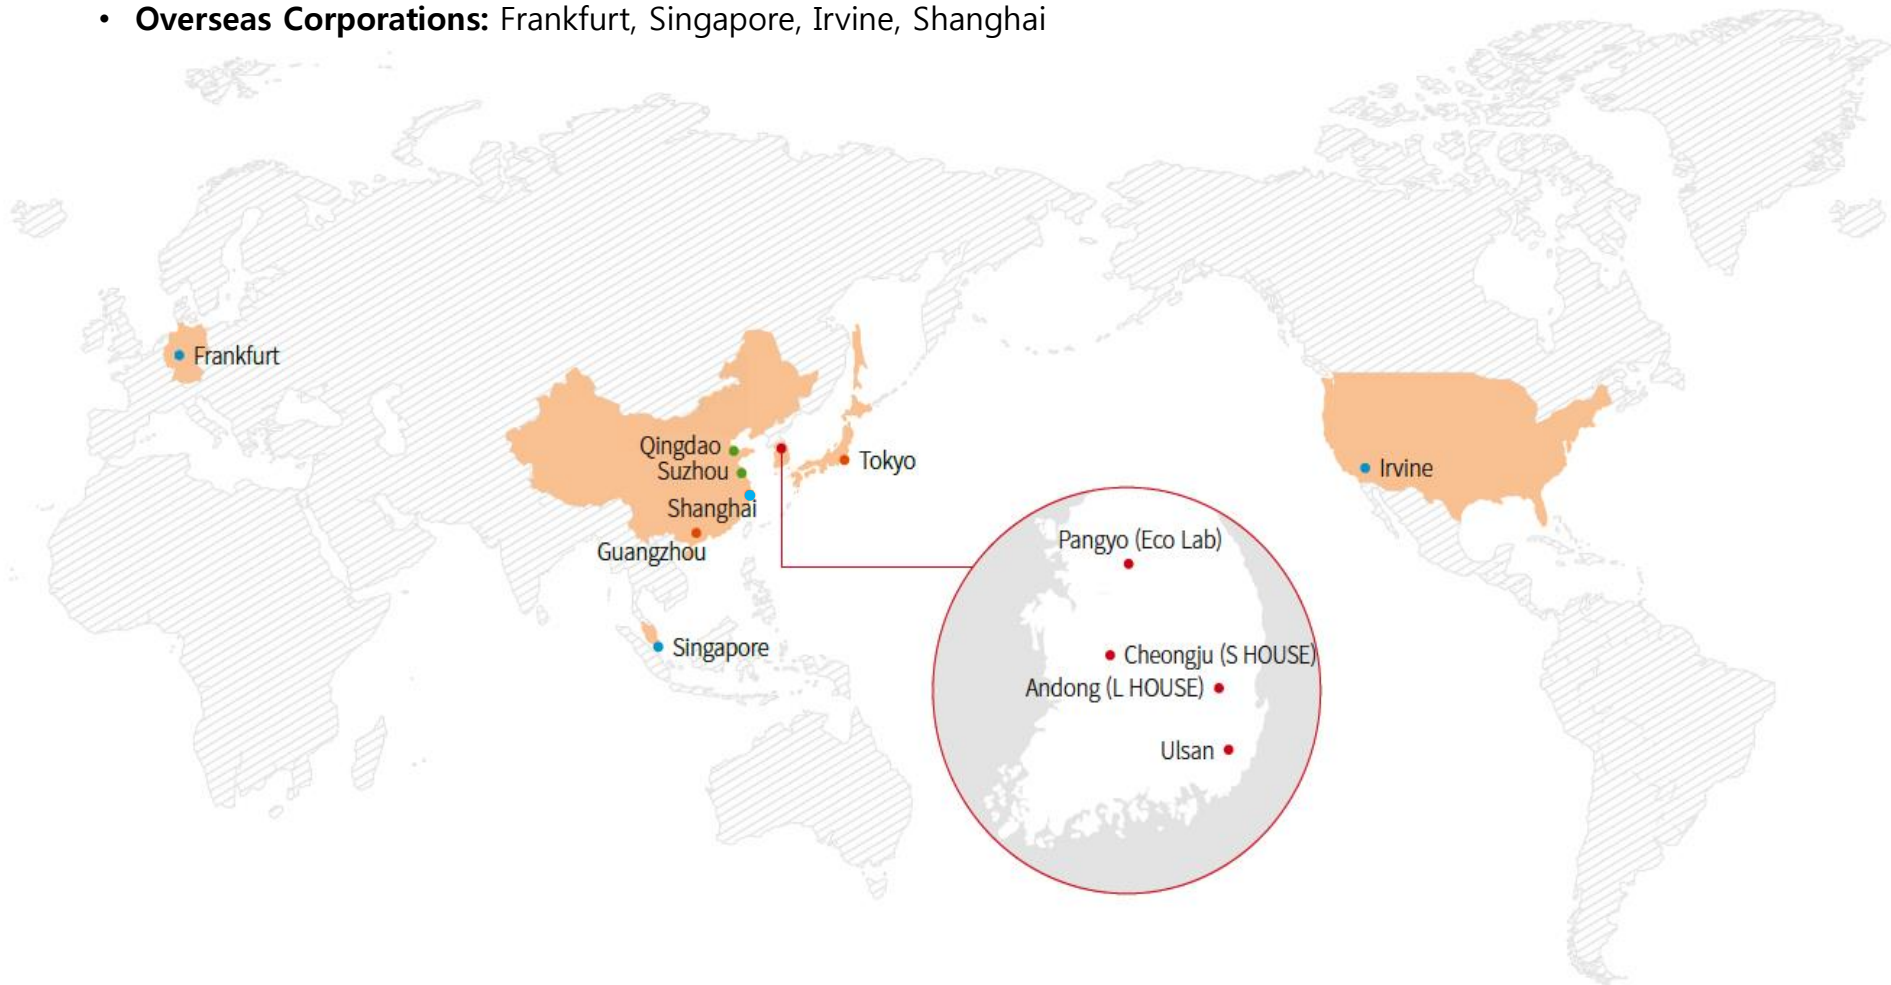 • Overseas Corporations: Frankfurt, Singapore, Irvine, Shanghai
Frankfurt
Qingdao
Suzhou
Shanghai
Guangzhou
Tokyo
Irvine
Singapore
Pangyo (Eco Lab)
Cheongju (S HOUSE)
Andong (L HOUSE)
Ulsan